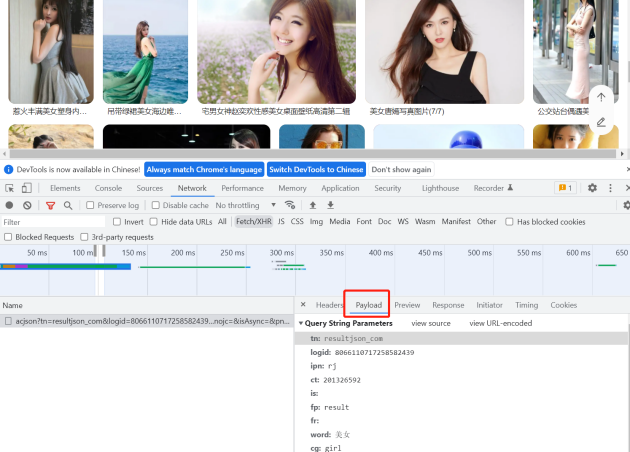 惹火丰满美女塑身内...
吊带绿裙美女海边唯...
宅男女神赵奕欢性感美女桌面壁纸高清第二辑
美女唐嫣写真图片(7/7)
公交站台偶遇美
DevTools is now available in Chinese! Always match Chrome's language Switch DevTools to Chinese Don't show again
Elements Console Sources Network Performance Memory Application Security Lighthouse Recorder 1
Preserve log Disable cache No throttling
Filter Invert Hide data URLs All Fetch/XHR JS CSS Img Media Font Doc WS Wasm Manifest Other Has blocked cookies
Blocked Requests 3rd-party requests
50 ms 100 m 150 ms 200 ms 250 ms 300 ms 350 ms 400 ms 450 ms 500 ms 550 ms 600 ms 650
Name Headers Payload Preview Response Initiator Timing Cookies
acjson?tn=resultjson_com&logid=8066110717258582439...nojc=&isAsync=&pn...
Query String Parameters view source view URL-encoded
tn: resultjson_com
logid: 8066110717258582439
ipn: rj
ct: 201326592
is:
fp: result
fr:
word: 美女
cg: girl